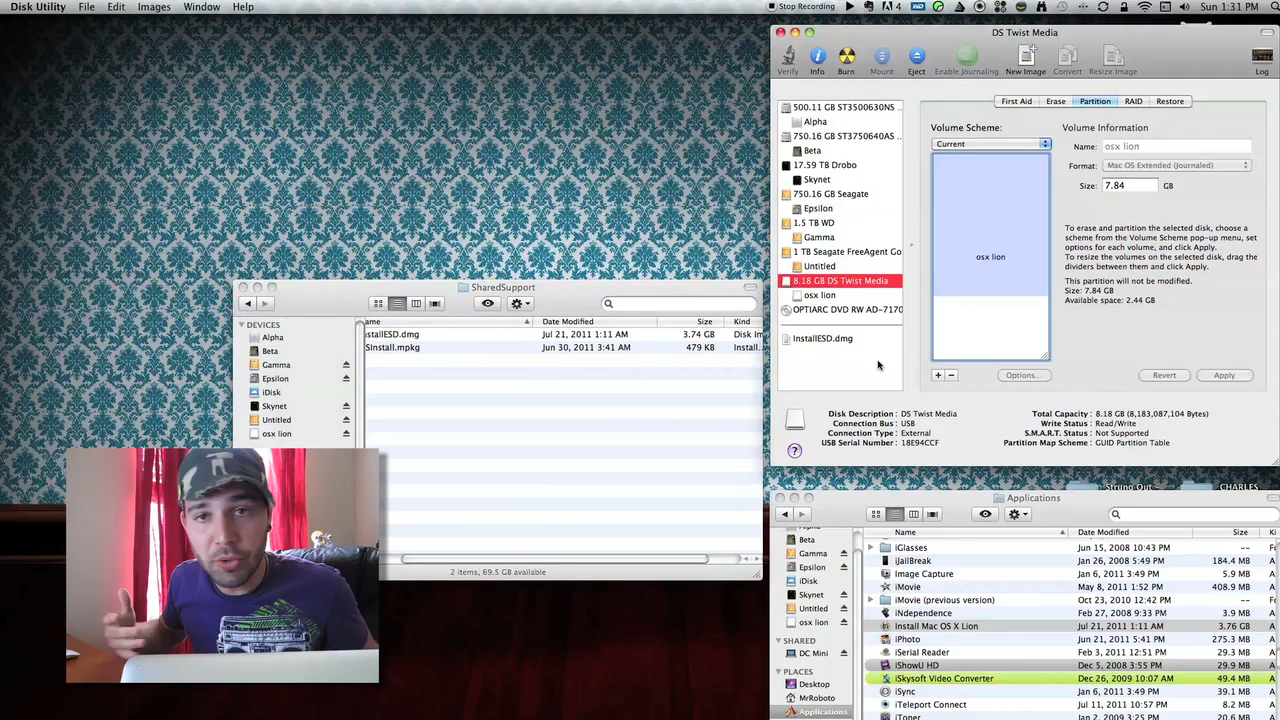 Disk Utility File Edit Images Window Help
Stop Recording 4 Sun 1:31 PM
DS Twist Media
Verify Info Burn Mount Eject Enable Journaling New Image Convert Resize Image Log
500.11 GB ST3500630NS ..
Alpha
750.16 GB ST3750640AS ..
Beta
17.59 TB Drobo
Skynet
750.16 GB Seagate
Epsilon
1.5 TB WD
Gamma
1 TB Seagate FreeAgent Go
Untitled
8.18 GB DS Twist Media
osx lion
OPTIARC DVD RW AD-7170
InstallESD.dmg
First Aid Erase Partition RAID Restore
Volume Scheme:
Current
osx lion
Volume Information
Name: osx lion
Format: Mac OS Extended (Journaled)
Size: 7.84 GB
To erase and partition the selected disk, choose a
scheme from the Volume Scheme pop-up menu, set
options for each volume, and click Apply.
To resize the volumes on the selected disk, drag the
dividers between them and click Apply.
This partition will not be modified.
Size: 7.84 GB
Available space: 2.44 GB
+ − Options... Revert Apply
Disk Description : DS Twist Media
Connection Bus : USB
Connection Type : External
USB Serial Number : 18E94CCF
Total Capacity : 8.18 GB (8,183,087,104 Bytes)
Write Status : Read/Write
S.M.A.R.T. Status : Not Supported
Partition Map Scheme : GUID Partition Table
?
SharedSupport
DEVICES
Alpha
Beta
Gamma
Epsilon
iDisk
Skynet
Untitled
osx lion
ame Date Modified Size Kind
stallESD.dmg Jul 21, 2011 1:11 AM 3.74 GB Disk Im
SInstall.mpkg Jun 30, 2011 3:41 AM 479 KB Install..
2 items, 69.5 GB available
Strung Out CHARLES
Applications
Alpha
Beta
Gamma
Epsilon
iDisk
Skynet
Untitled
osx lion
SHARED
DC Mini
PLACES
Desktop
MrRoboto
Applications
Name Date Modified Size Ki
iGlasses Jun 15, 2008 10:43 PM -- A
iJailBreak Jan 26, 2008 5:49 PM 184.4 MB A
Image Capture Jan 6, 2011 3:49 PM 5.9 MB A
iMovie May 8, 2011 1:52 PM 408.9 MB A
iMovie (previous version) Oct 23, 2010 12:42 PM -- A
iNdependence Feb 27, 2008 9:33 PM 3.9 MB A
Install Mac OS X Lion Jul 21, 2011 1:11 AM 3.76 GB A
iPhoto Jun 21, 2011 5:41 PM 275.3 MB A
iSerial Reader Feb 3, 2011 11:51 PM 29.3 MB A
iShowU HD Dec 5, 2008 3:55 PM 29.9 MB A
iSkysoft Video Converter Dec 26, 2009 10:07 AM 49.4 MB A
iSync Jan 6, 2011 3:49 PM 39.1 MB A
iTeleport Connect Jul 11, 2011 10:57 PM 8.2 MB A
iToner